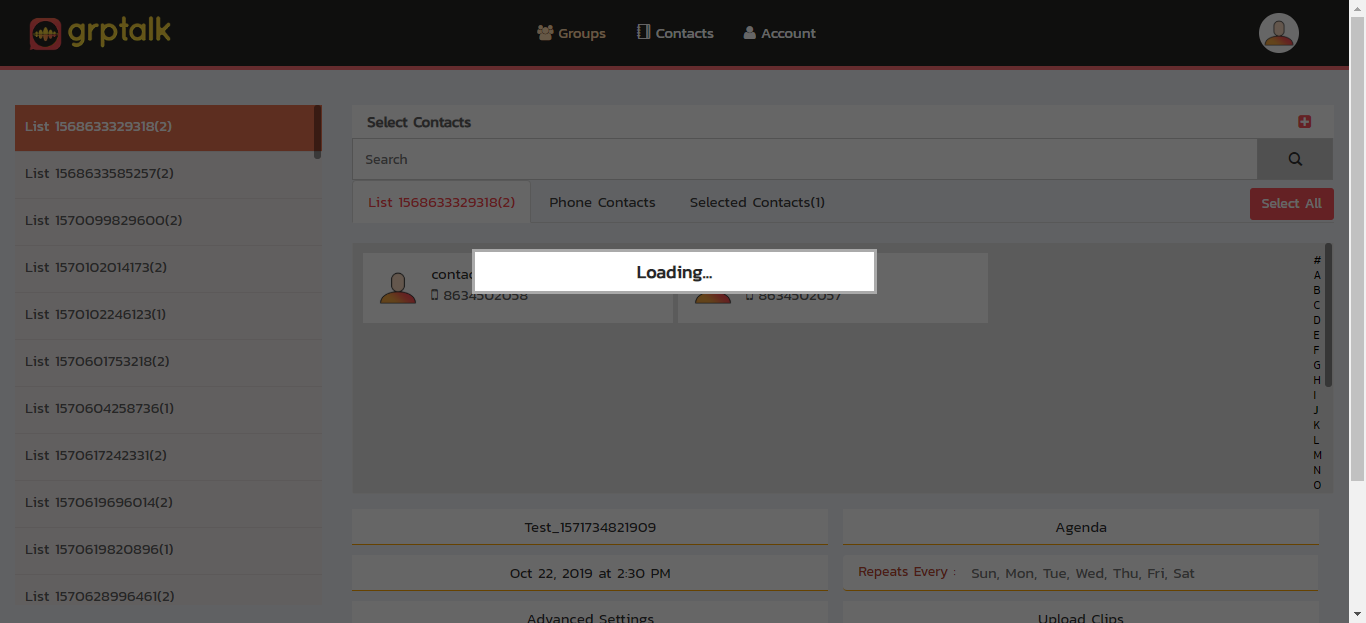 grptalk
Groups Contacts Account
List 1568633329318(2)
List 1568633585257(2)
List 1570099829600(2)
List 1570102014173(2)
List 1570102246123(1)
List 1570601753218(2)
List 1570604258736(1)
List 1570617242331(2)
List 1570619696014(2)
List 1570619820896(1)
List 1570628996461(2)
Select Contacts
Search
List 1568633329318(2) Phone Contacts Selected Contacts(1) Select All
Loading...
8634502058
8634502057
#
A
B
C
D
E
F
G
H
I
J
K
L
M
N
O
Test_1571734821909
Agenda
Oct 22, 2019 at 2:30 PM
Repeats Every : Sun, Mon, Tue, Wed, Thu, Fri, Sat
Advanced Settings
Upload Clips